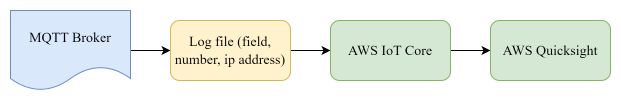 MQTT Broker
Log file (field,
number, ip address)
AWS IoT Core
AWS Quicksight